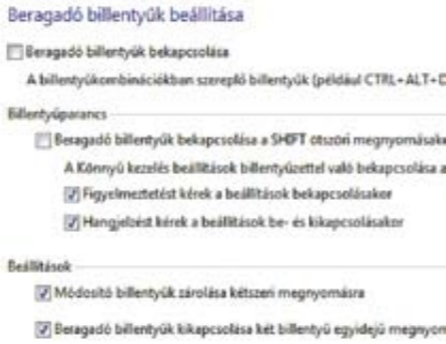 Beragadó billentyűk beállítása
Beragadó billentyűk bekapcsolása
A billentyűkombinációkban szereplő billentyűk (például CTRL+ALT+D
Billentyűparancs
Beragadó billentyűk bekapcsolása a SHIFT ötszöri megnyomásako
A Könnyű kezelés beállítások billentyűzettel való bekapcsolása a
Figyelmeztetést kérek a beállítások bekapcsolásakor
Hangjelzést kérek a beállítások be- és kikapcsolásakor
Beállítások
Módosító billentyűk zárolása kétszeri megnyomásra
Beragadó billentyűk kikapcsolása két billentyű egyidejű megnyom